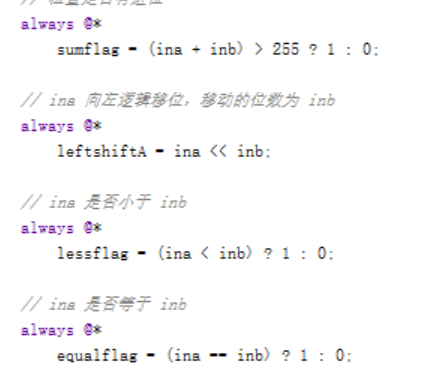 always @*
sumflag = (ina + inb) > 255 ? 1 : 0;
// ina 向左逻辑移位，移动的位数为 inb
always @*
leftshiftA = ina << inb;
// ina 是否小于 inb
always @*
lessflag = (ina < inb) ? 1 : 0;
// ina 是否等于 inb
always @*
equalflag = (ina == inb) ? 1 : 0;